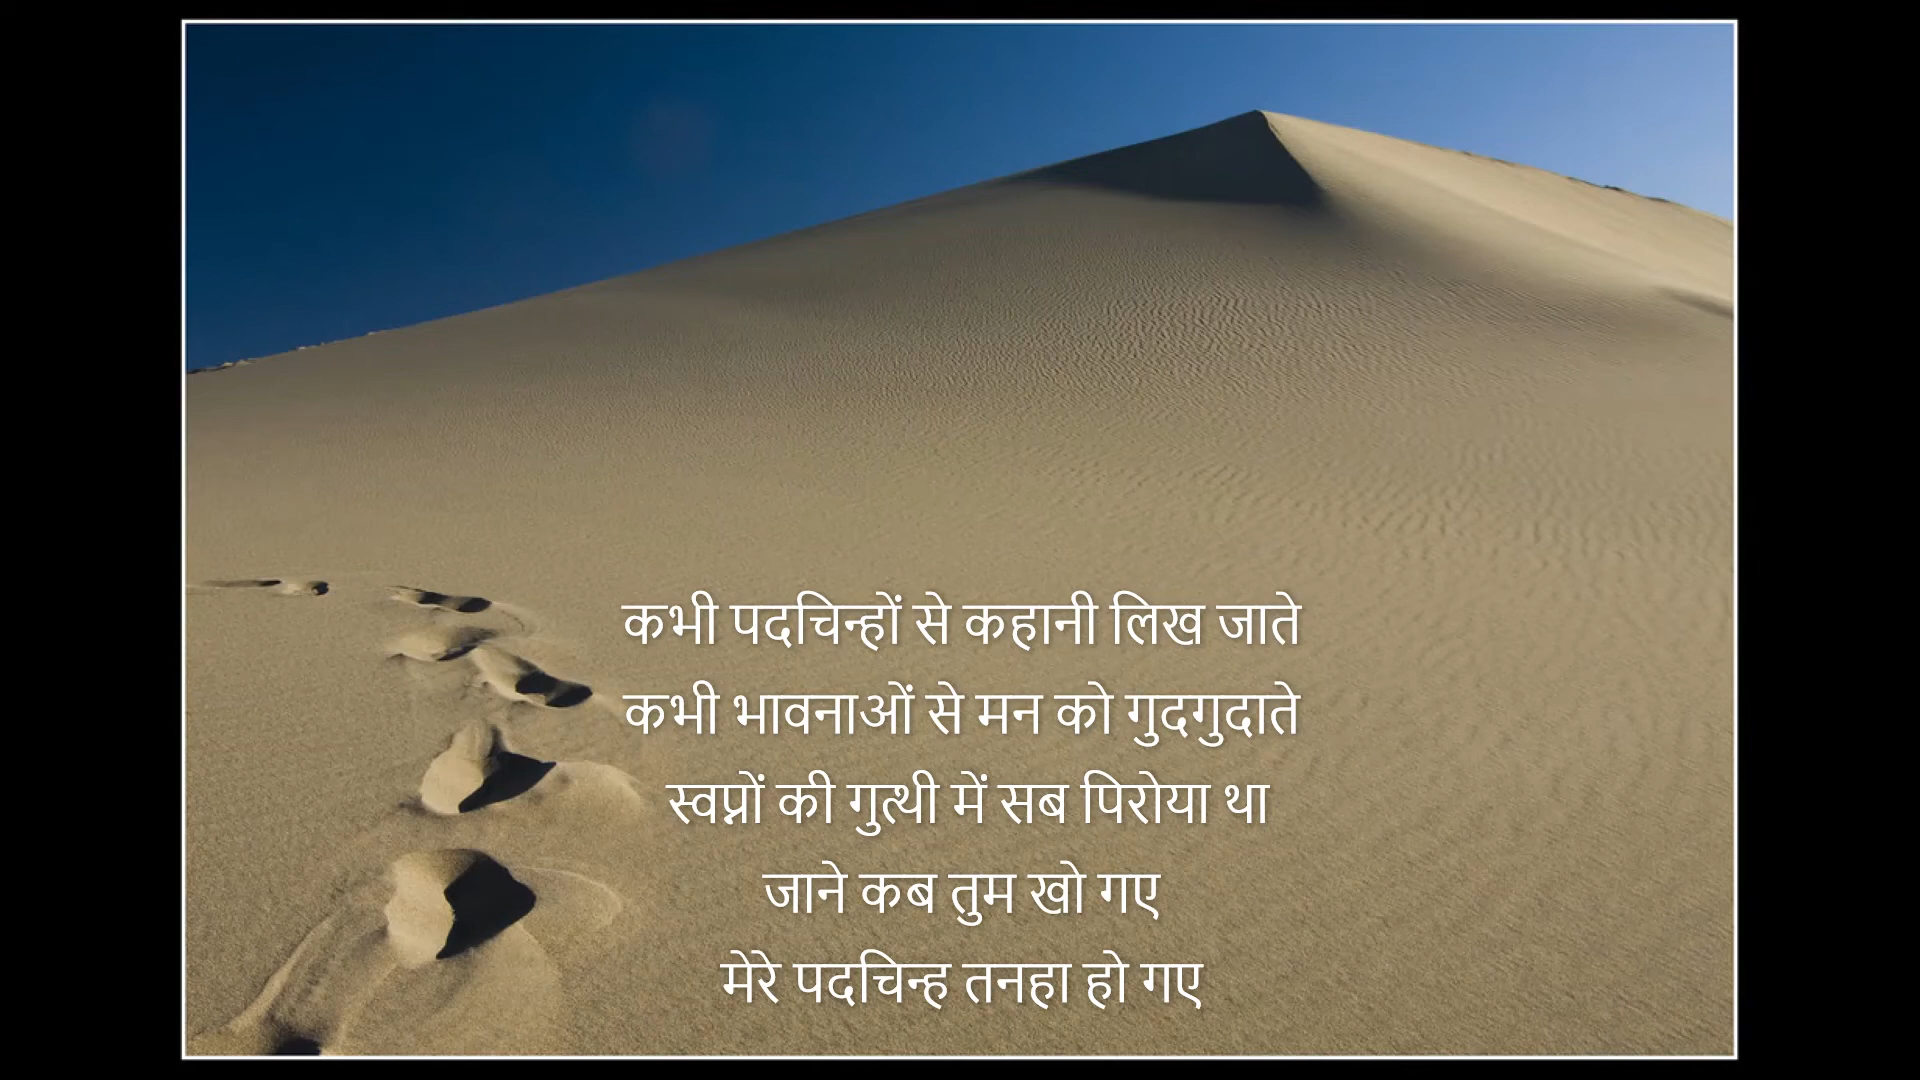 कभी पदचिन्हों से कहानी लिख जाते
कभी भावनाओं से मन को गुदगुदाते
स्वप्नों की गुत्थी में सब पिरोया था
जाने कब तुम खो गए
मेरे पदचिन्ह तनहा हो गए